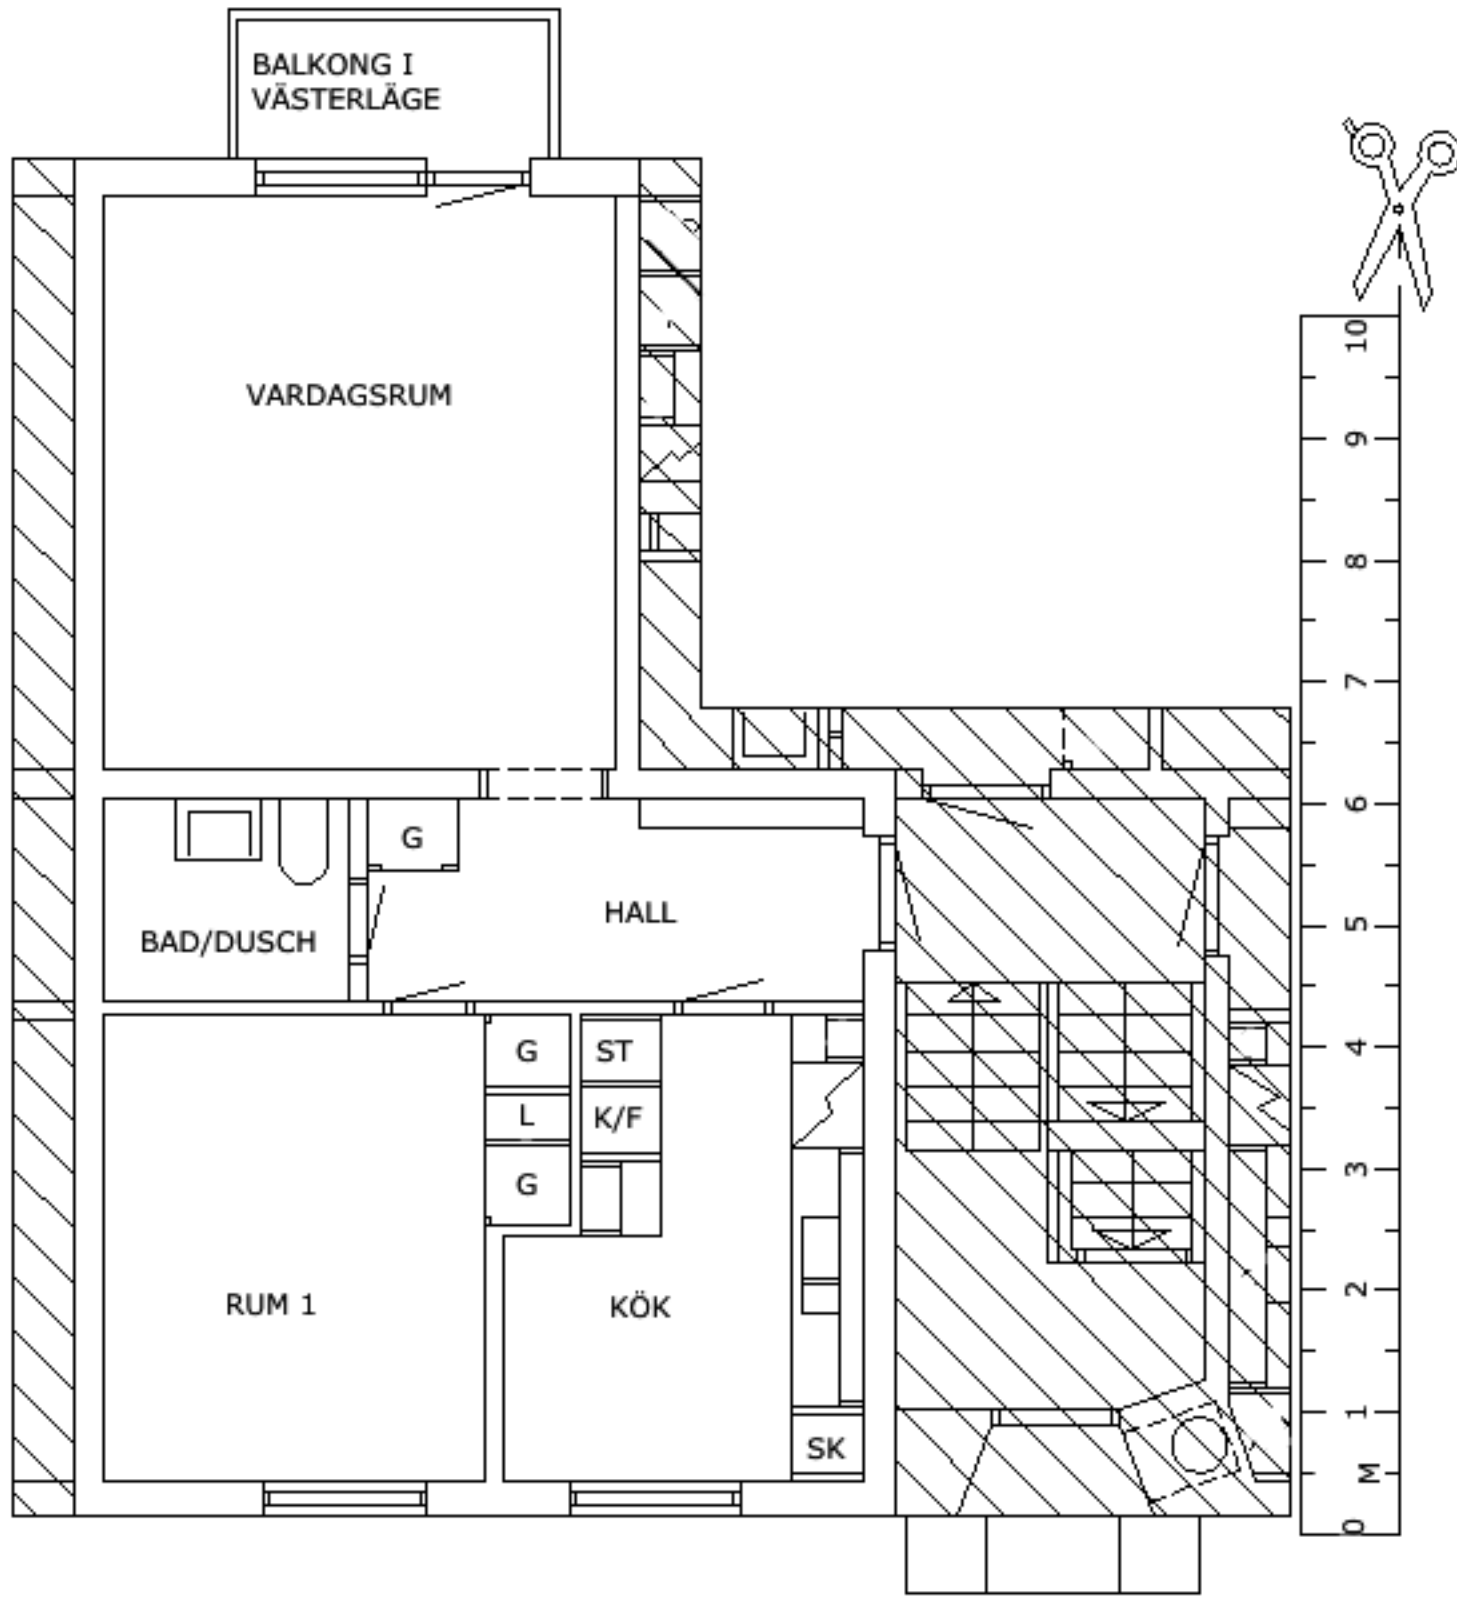 BALKONG I
VÄSTERLÄGE
VARDAGSRUM
G
HALL
BAD/DUSCH
G
ST
L
K/F
G
RUM 1
KÖK
SK
10
9
8
7
6
5
4
3
2
1
M
0